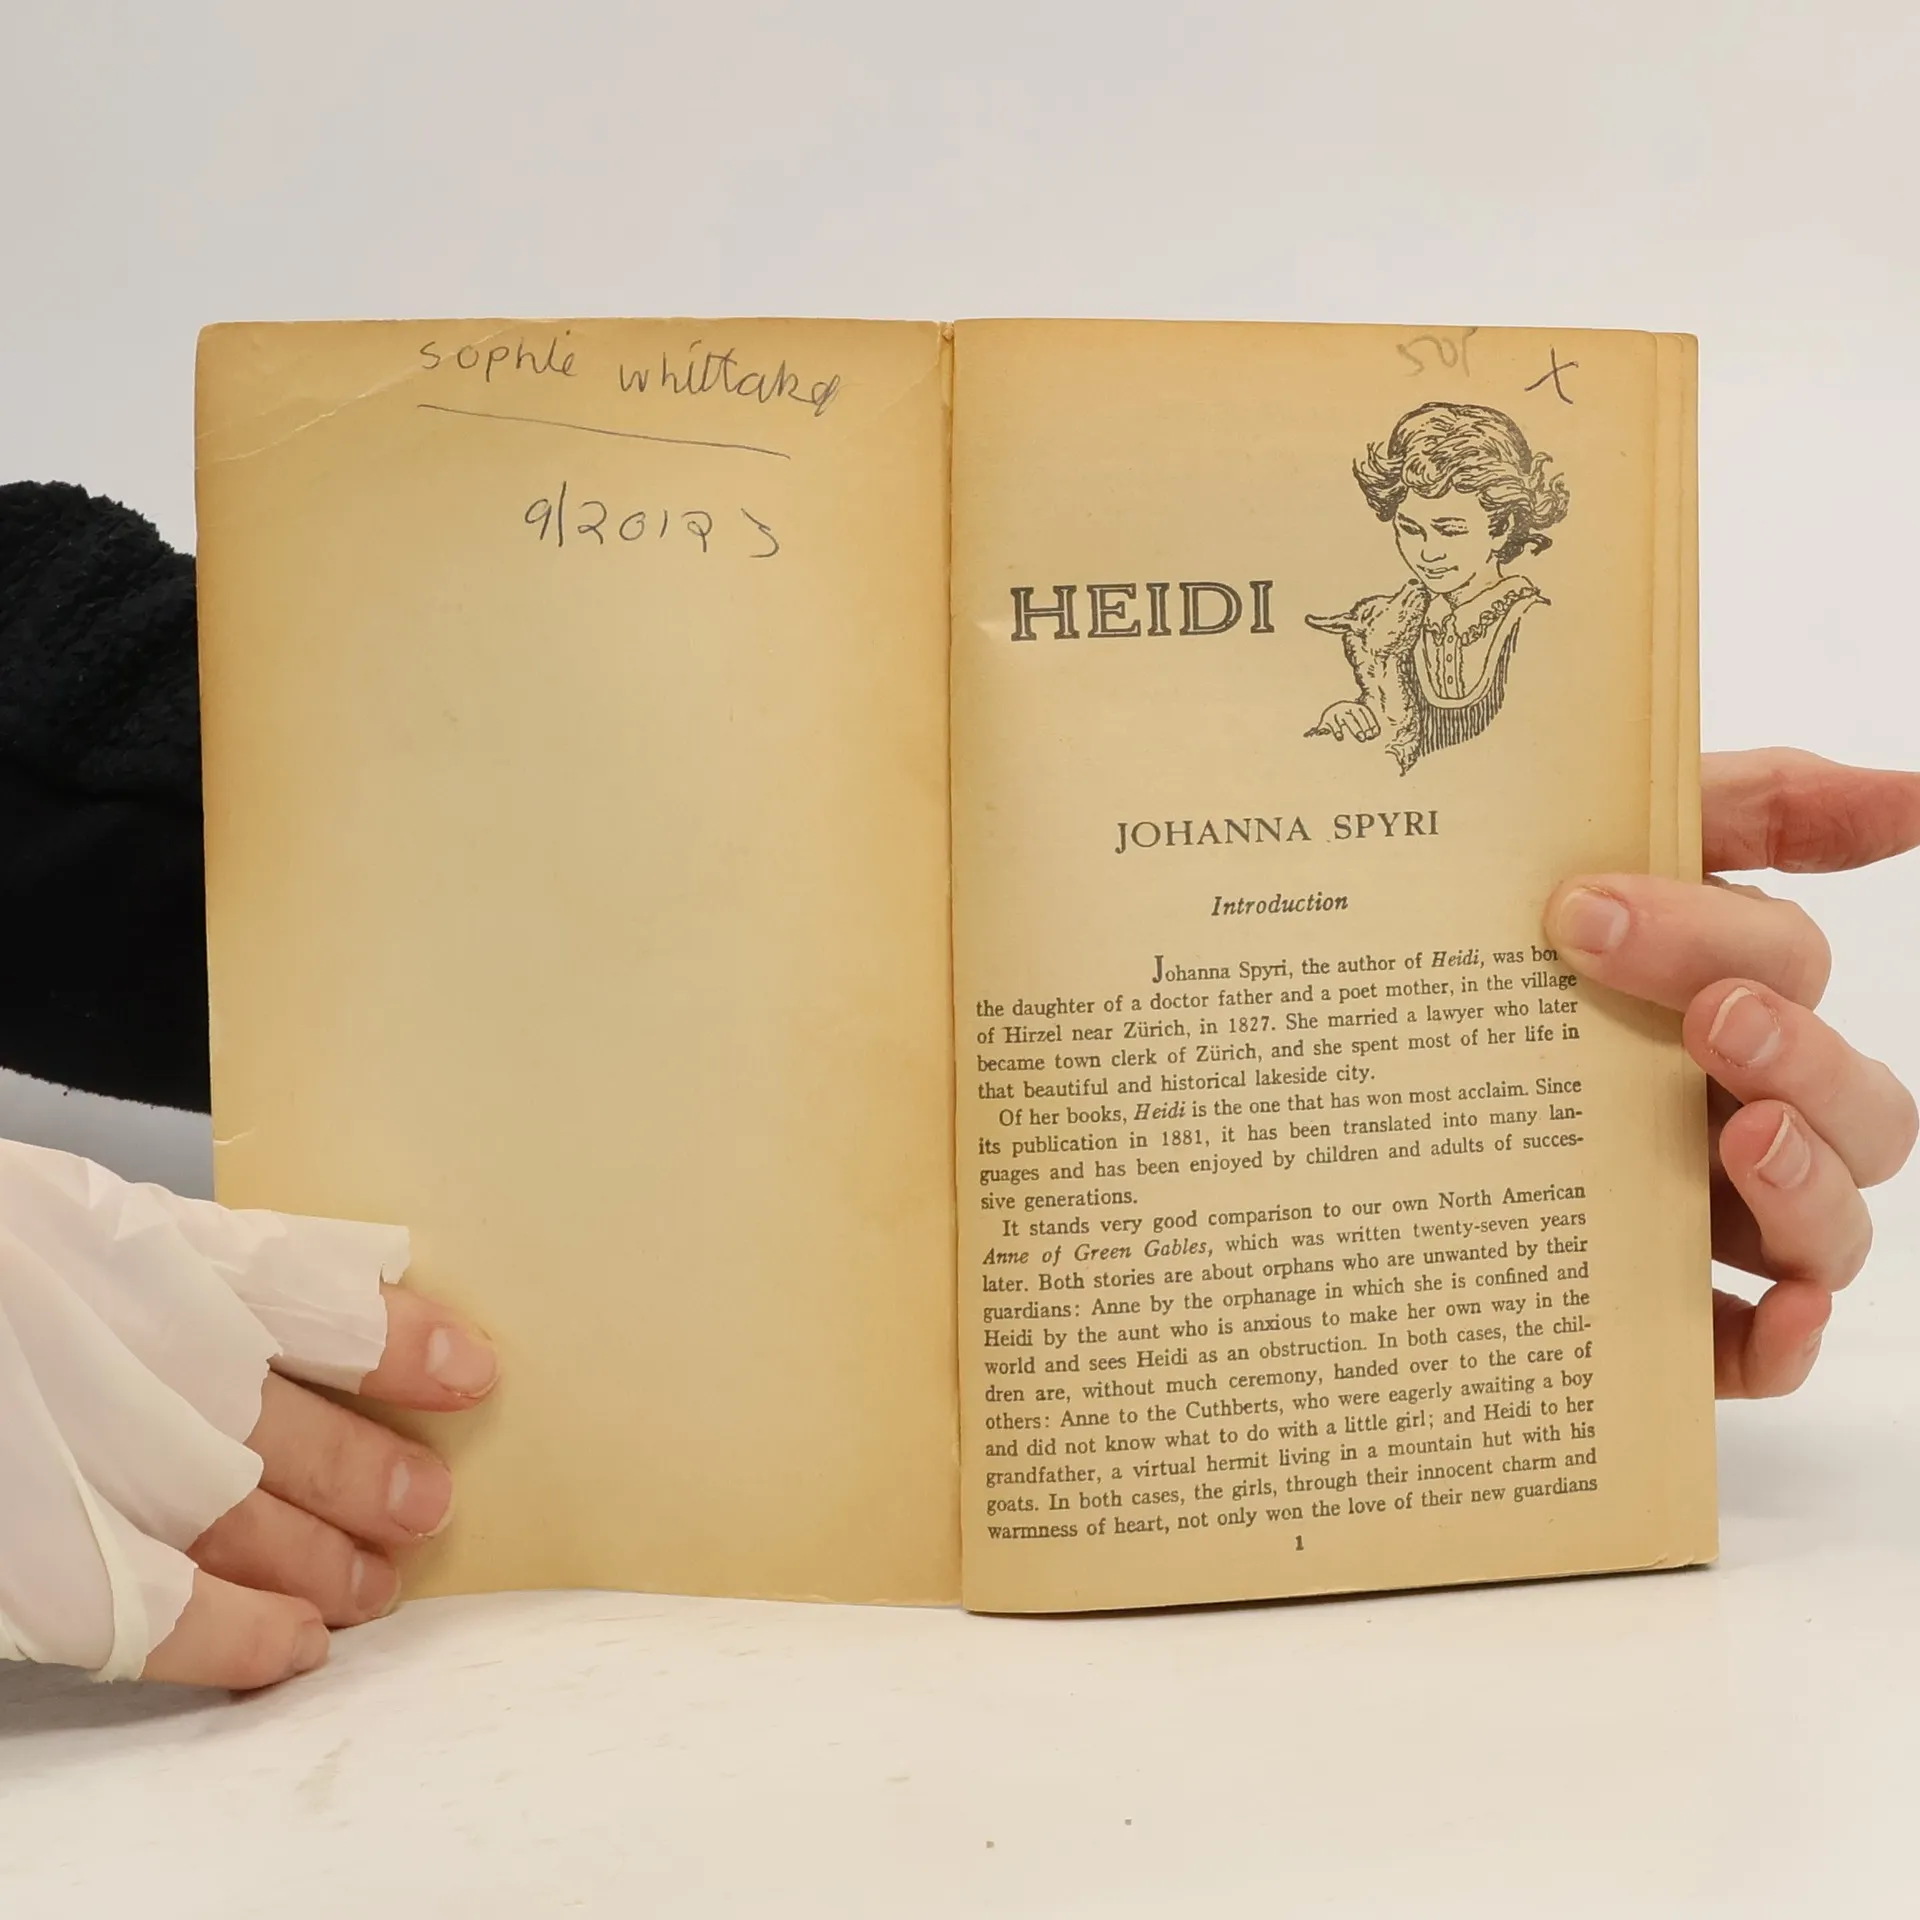 sophie whittaker
9/2012
50p
X
HEIDI
JOHANNA SPYRI
Introduction
Johanna Spyri, the author of Heidi, was bor
the daughter of a doctor father and a poet mother, in the village
of Hirzel near Zürich, in 1827. She married a lawyer who later
became town clerk of Zürich, and she spent most of her life in
that beautiful and historical lakeside city.
Of her books, Heidi is the one that has won most acclaim. Since
its publication in 1881, it has been translated into many lan-
guages and has been enjoyed by children and adults of succes-
sive generations.
It stands very good comparison to our own North American
Anne of Green Gables, which was written twenty-seven years
later. Both stories are about orphans who are unwanted by their
guardians: Anne by the orphanage in which she is confined and
Heidi by the aunt who is anxious to make her own way in the
world and sees Heidi as an obstruction. In both cases, the chil-
dren are, without much ceremony, handed over to the care of
others: Anne to the Cuthberts, who were eagerly awaiting a boy
and did not know what to do with a little girl; and Heidi to her
grandfather, a virtual hermit living in a mountain hut with his
goats. In both cases, the girls, through their innocent charm and
warmness of heart, not only won the love of their new guardians
1